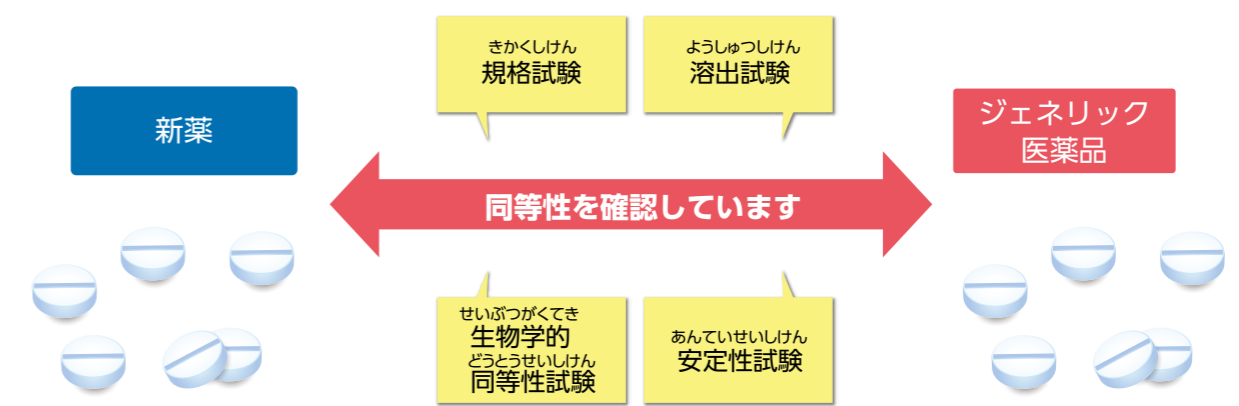 きかくしけん
規格試験
ようしゅつしけん
溶出試験
新薬
ジェネリック
医薬品
同等性を確認しています
せいぶつがくてき
生物学的
どうとうせいしけん
同等性試験
あんていせいしけん
安定性試験